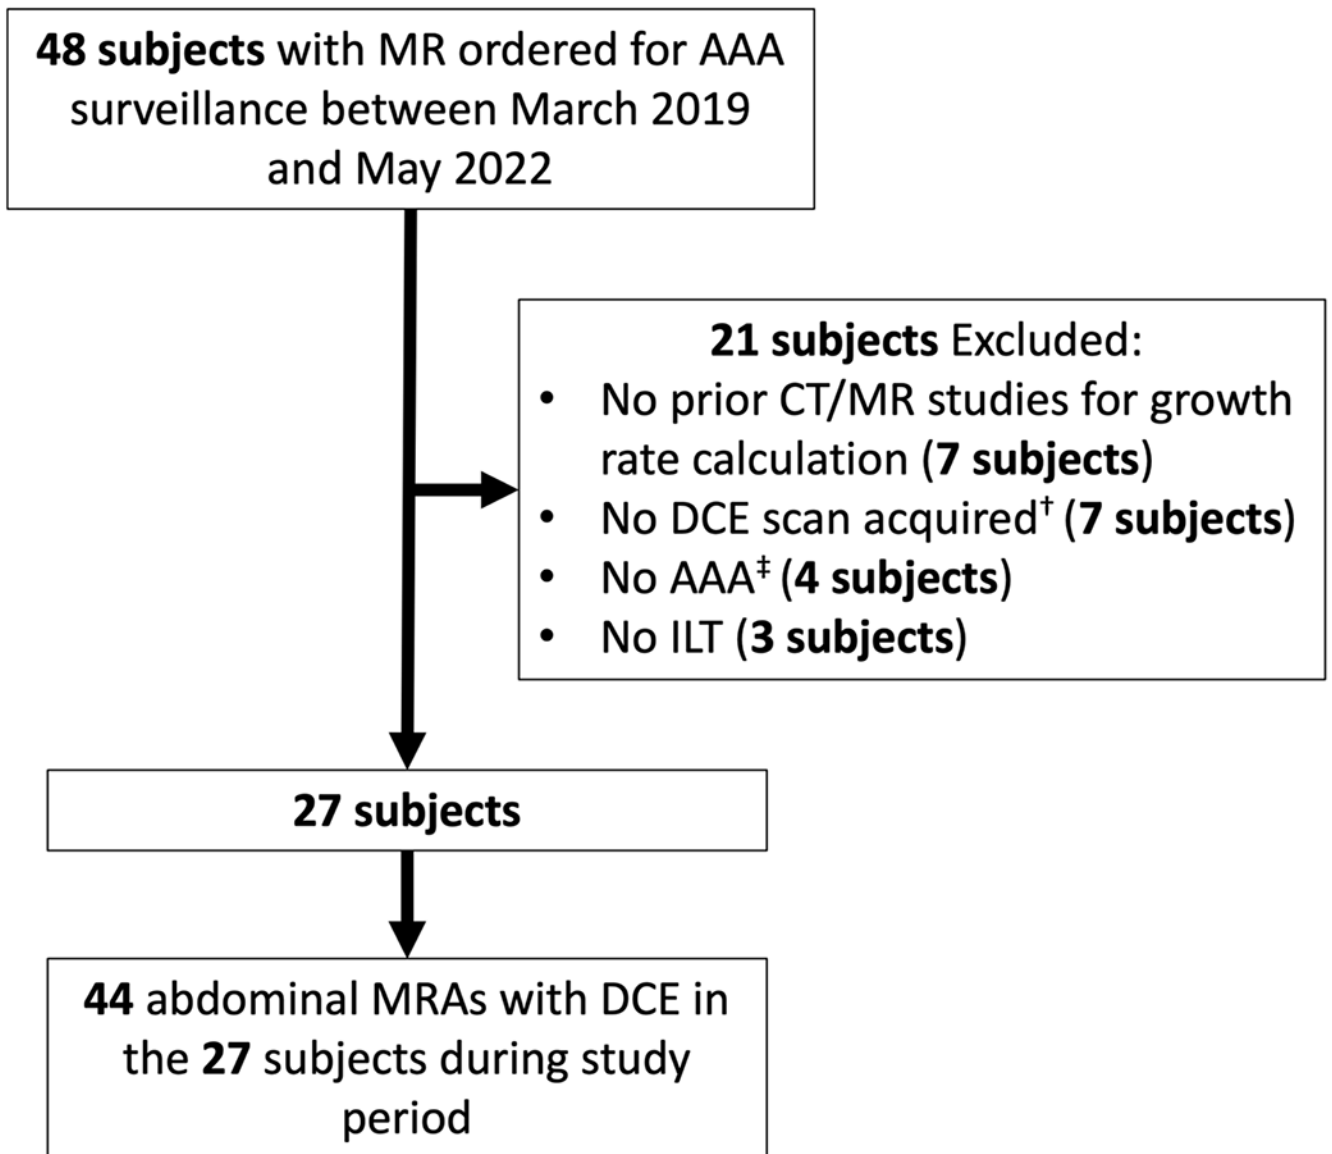 48 subjects with MR ordered for AAA
surveillance between March 2019
and May 2022
21 subjects Excluded:
• No prior CT/MR studies for growth
rate calculation (7 subjects)
• No DCE scan acquired† (7 subjects)
• No AAA‡ (4 subjects)
• No ILT (3 subjects)
27 subjects
44 abdominal MRAs with DCE in
the 27 subjects during study
period